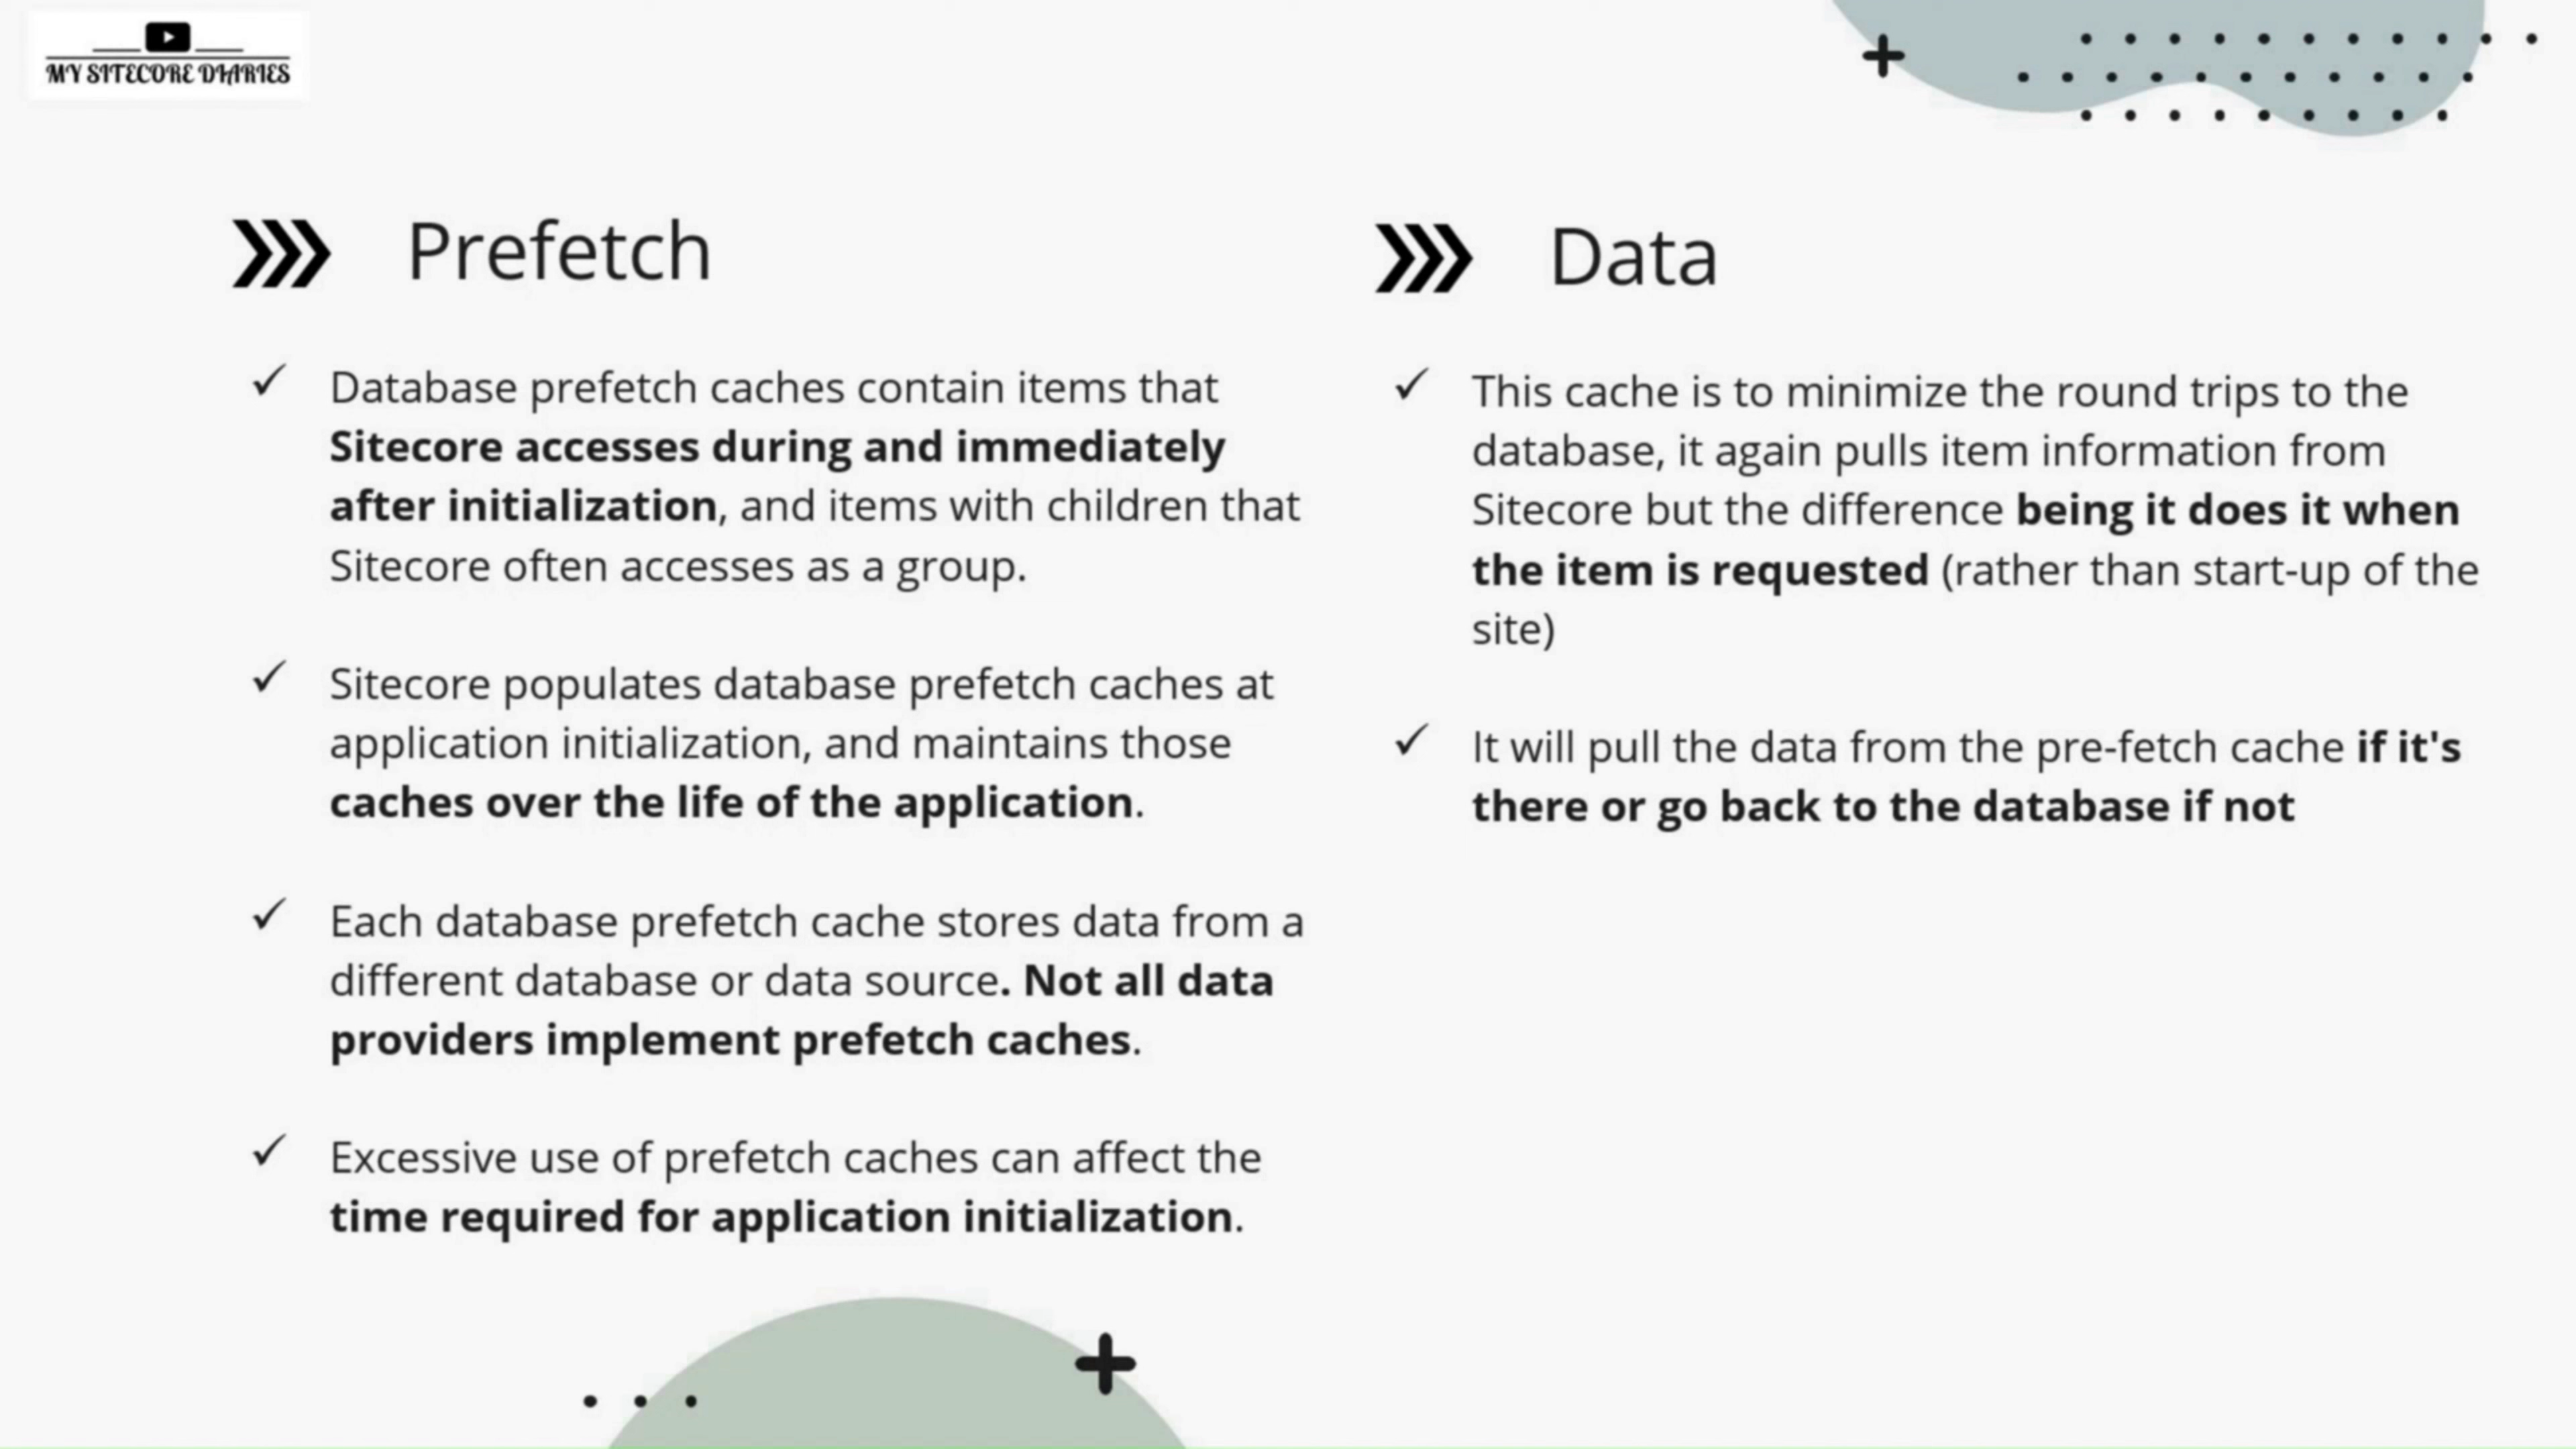 MY SITECORE DIARIES
Prefetch
Database prefetch caches contain items that
Sitecore accesses during and immediately
after initialization, and items with children that
Sitecore often accesses as a group.
Sitecore populates database prefetch caches at
application initialization, and maintains those
caches over the life of the application.
Each database prefetch cache stores data from a
different database or data source. Not all data
providers implement prefetch caches.
Excessive use of prefetch caches can affect the
time required for application initialization.
Data
This cache is to minimize the round trips to the
database, it again pulls item information from
Sitecore but the difference being it does it when
the item is requested (rather than start-up of the
site)
It will pull the data from the pre-fetch cache if it's
there or go back to the database if not